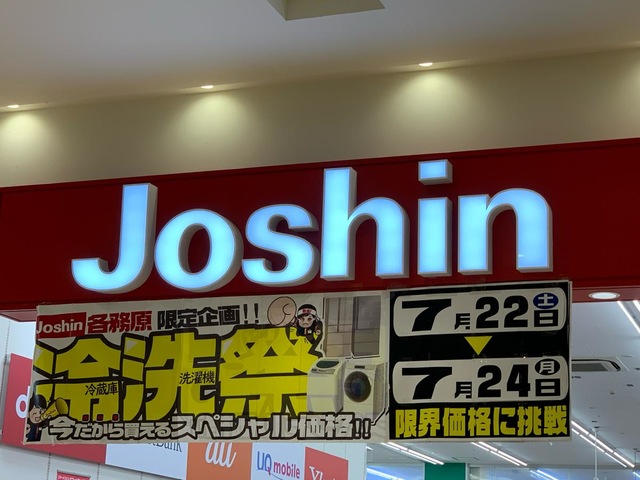 Joshin
Joshin 各務原 限定企画!!
冷洗祭
冷蔵庫 洗濯機
今だから買えるスペシャル価格!!
7月22日土
7月24日月
限界価格に挑戦
au
UQ mobile